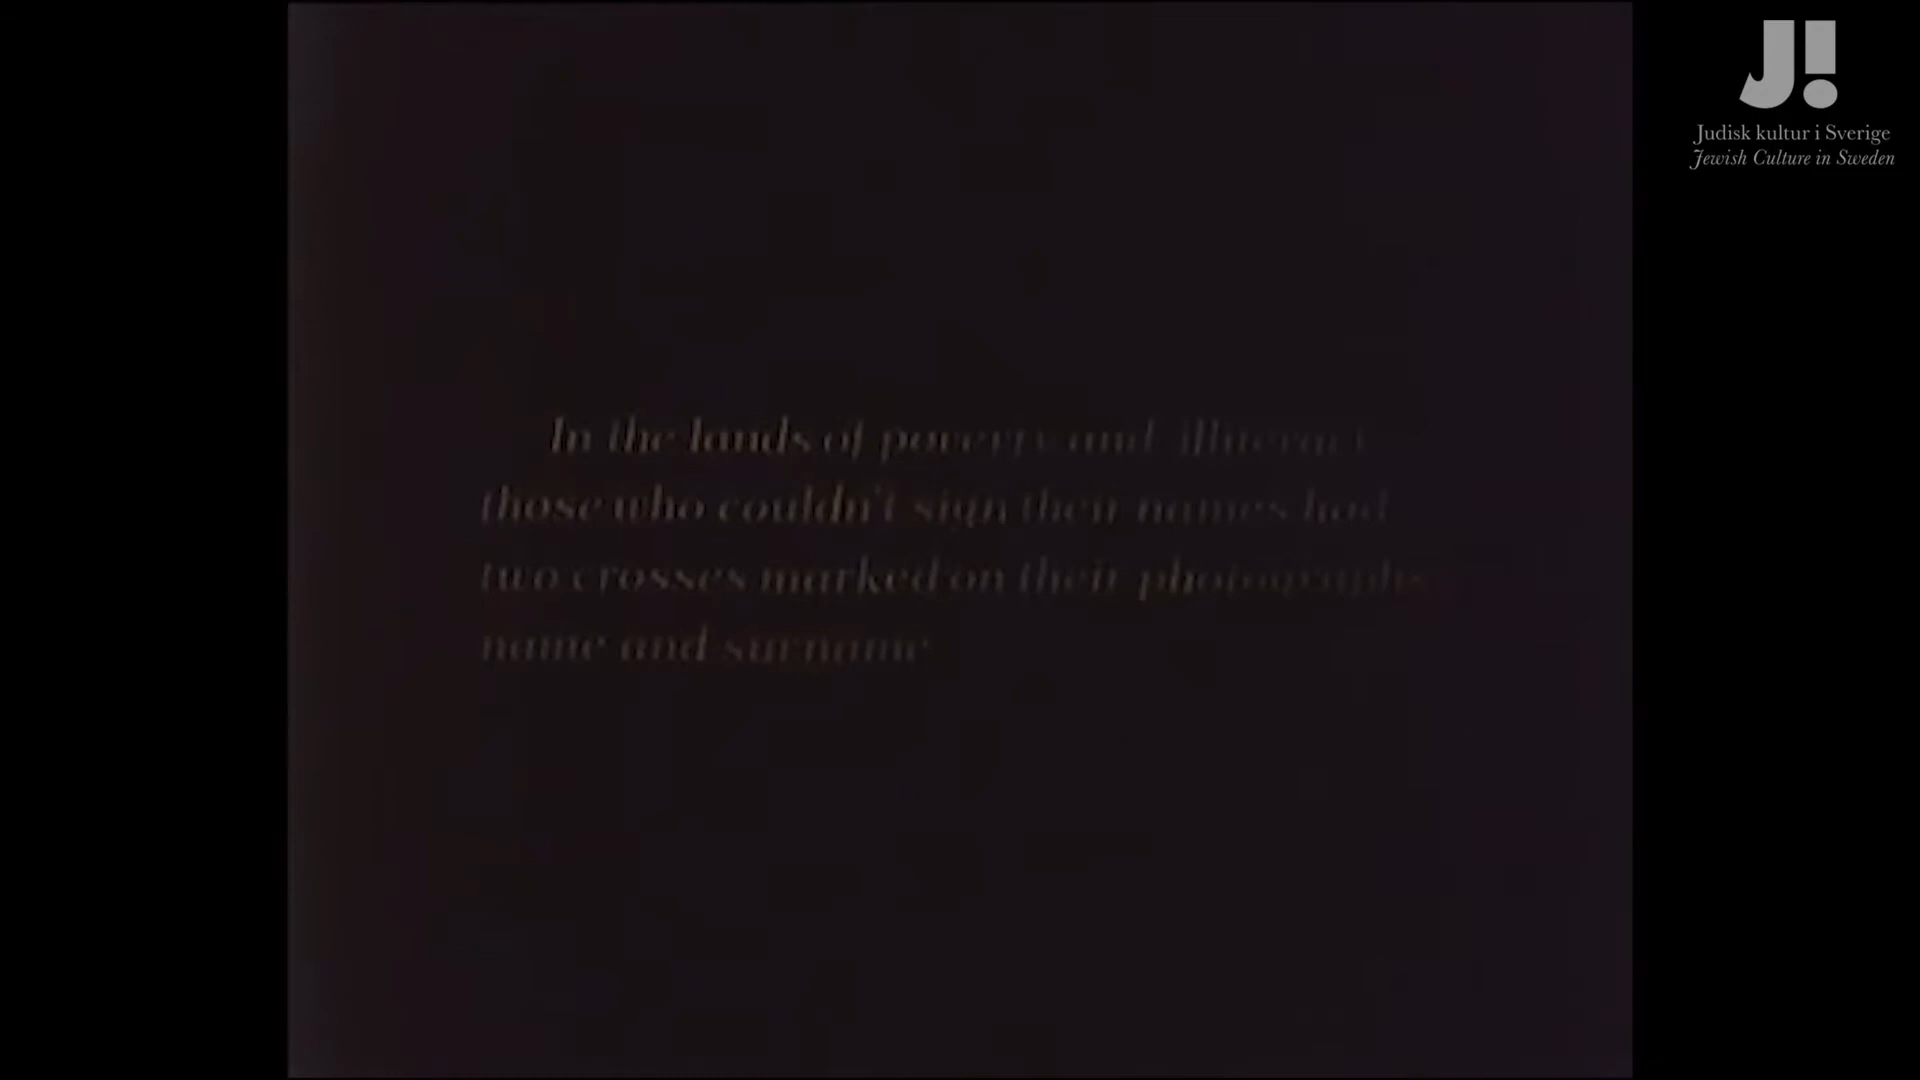 J!
Judisk kultur i Sverige
Jewish Culture in Sweden
In the lands of poverty and illiteracy
those who couldn't sign their names had
two crosses marked on their photographs
name and surname